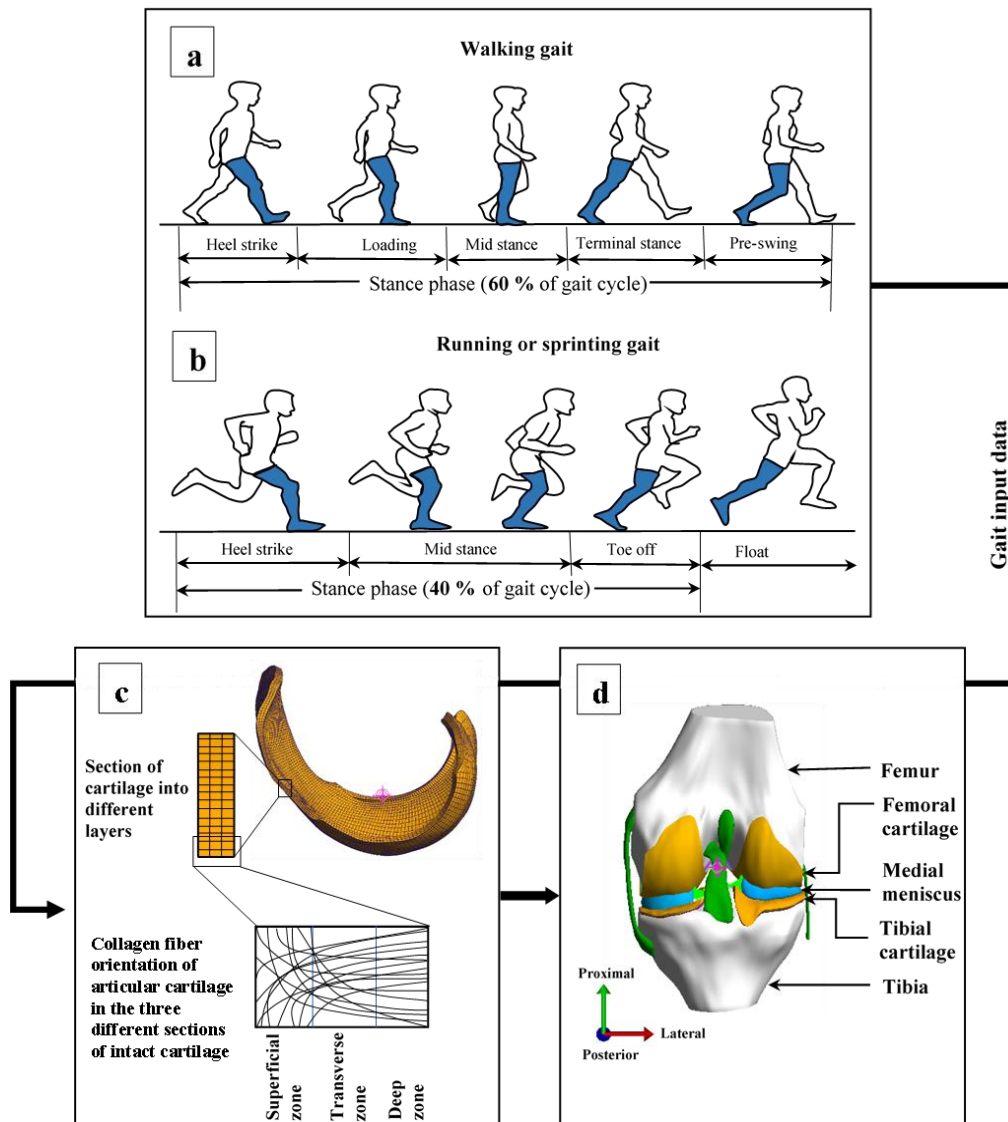 a
Walking gait
Heel strike
Loading
Mid stance
Terminal stance
Pre-swing
Stance phase (60 % of gait cycle)
b
Running or sprinting gait
Heel strike
Mid stance
Toe off
Float
Stance phase (40 % of gait cycle)
Gait input data
c
Section of
cartilage into
different
layers
Collagen fiber
orientation of
articular cartilage
in the three
different sections
of intact cartilage
Superficial
zone
Transverse
zone
Deep
zone
d
Femur
Femoral
cartilage
Medial
meniscus
Tibial
cartilage
Tibia
Proximal
Lateral
Posterior